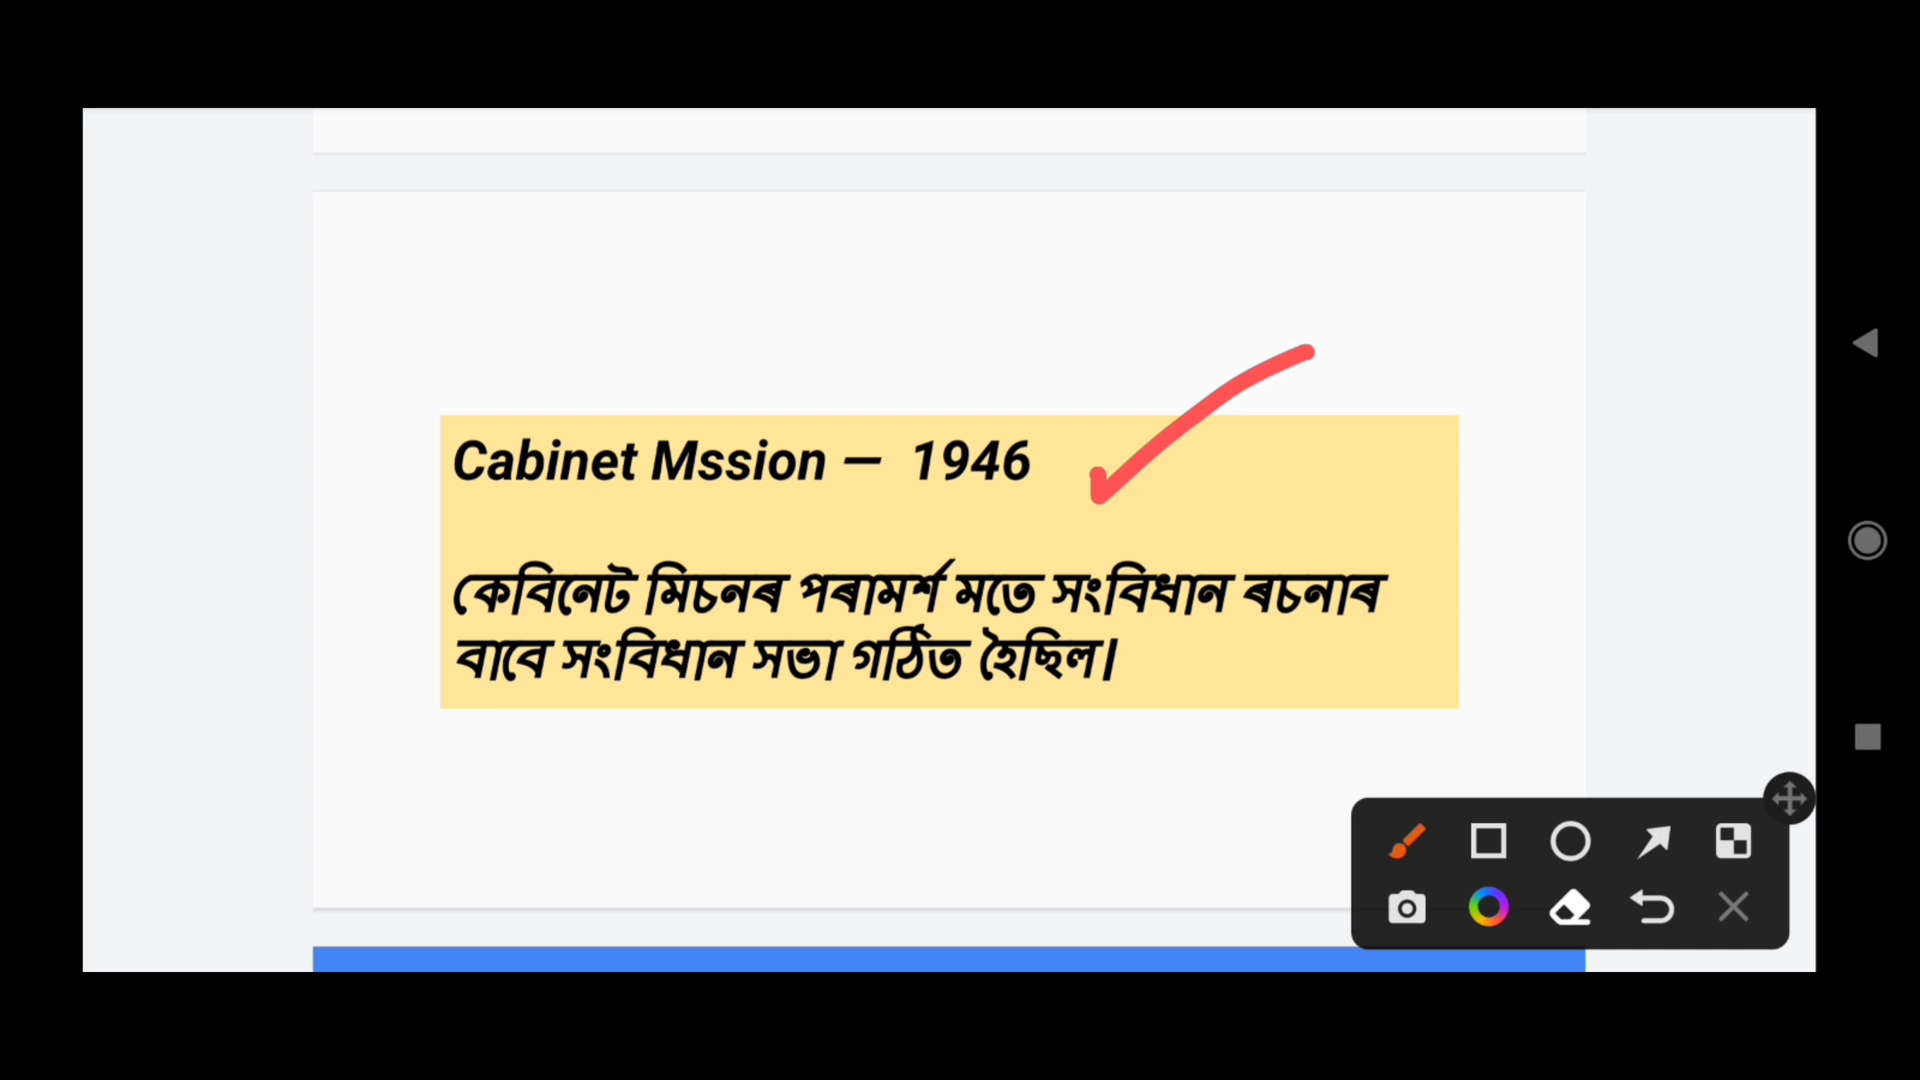 Cabinet Mssion — 1946
কেবিনেট মিচনৰ পৰামৰ্শ মতে সংবিধান ৰচনাৰ
বাবে সংবিধান সভা গঠিত হৈছিল।